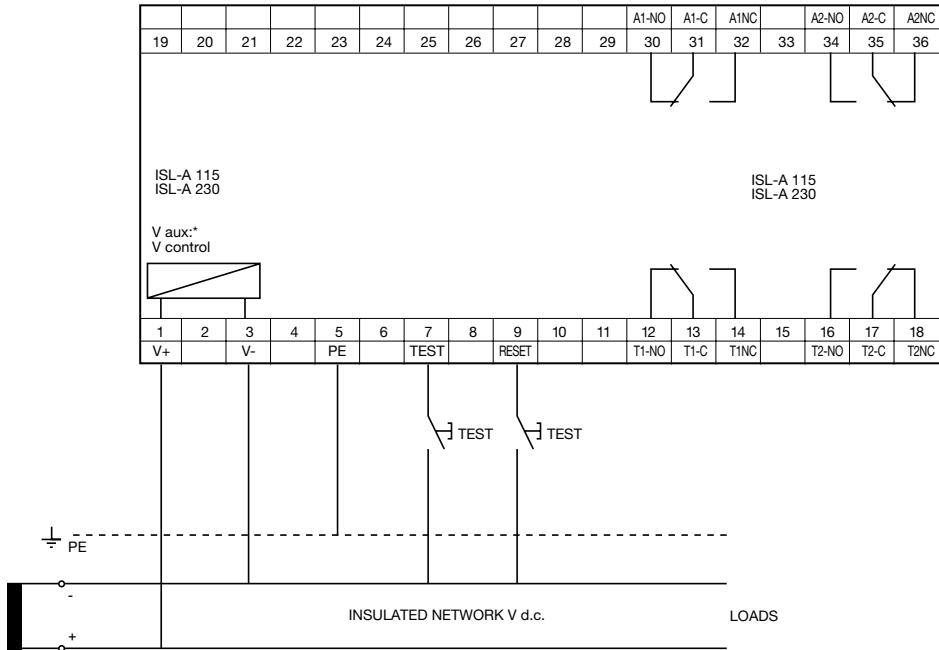 A1-NO A1-C A1NC A2-NO A2-C A2NC
19 20 21 22 23 24 25 26 27 28 29 30 31 32 33 34 35 36
ISL-A 115
ISL-A 230
ISL-A 115
ISL-A 230
V aux:*
V control
1 2 3 4 5 6 7 8 9 10 11 12 13 14 15 16 17 18
V+ V- PE TEST RESET T1-NO T1-C T1NC T2-NO T2-C T2NC
TEST TEST
PE
-
INSULATED NETWORK V d.c. LOADS
+